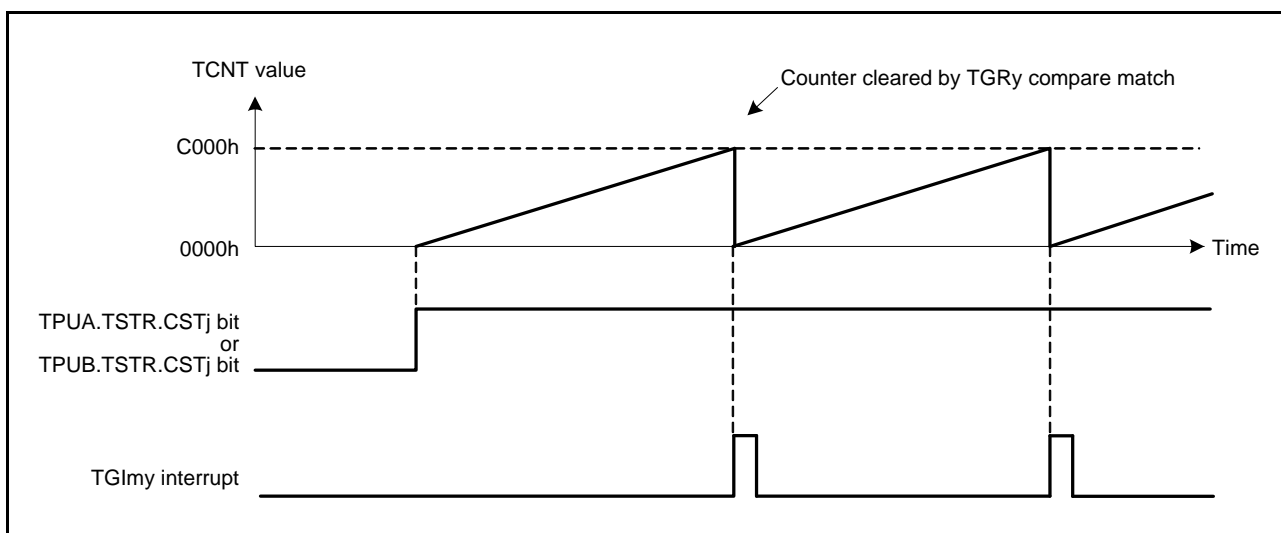 TCNT value
Counter cleared by TGRy compare match
C000h
0000h
Time
TPUA.TSTR.CSTj bit
or
TPUB.TSTR.CSTj bit
TGImy interrupt